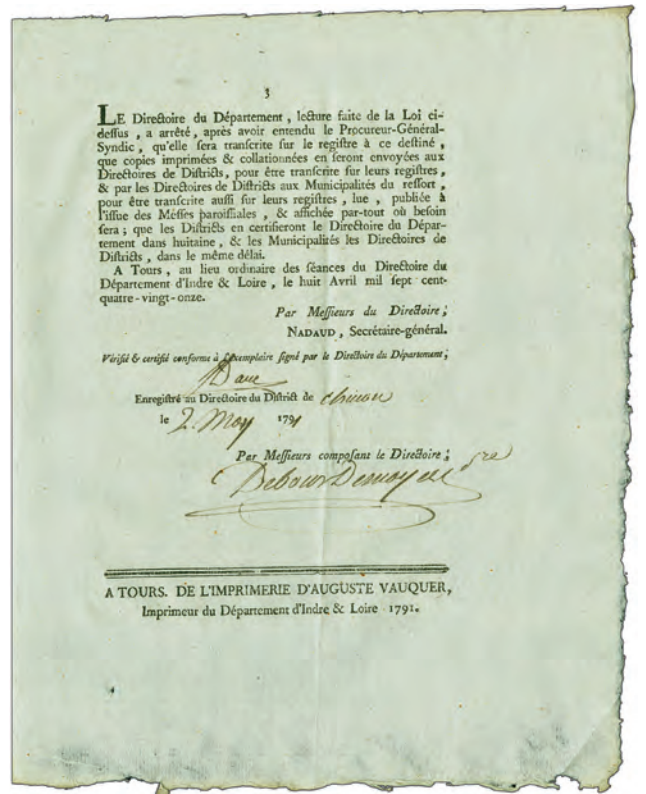 3
LE Directoire du Département, lecture faite de la Loi ci-
dessus, a arrêté, après avoir entendu le Procureur-Général-
Syndic, qu'elle sera transcrite sur le registre à ce destiné,
que copies imprimées & collationnées en seront envoyées aux
Directoires de Districts, pour être transcrite sur leurs registres,
& par les Directoires de Districts aux Municipalités du ressort,
pour être transcrite aussi sur leurs registres, lue, publiée à
l'issue des Messes paroissiales, & affichée par-tout où besoin
sera; que les Districts en certifieront le Directoire du Dépar-
tement dans huitaine, & les Municipalités les Directoires de
Districts, dans le même délai.
A Tours, au lieu ordinaire des séances du Directoire du
Département d'Indre & Loire, le huit Avril mil sept cent-
quatre-vingt-onze.
Par Messieurs du Directoire;
NADAUD, Secrétaire-général.
Vérifié & certifié conforme à l'exemplaire signé par le Directoire du Département;
Enregistré au Directoire du District de chinon
le 2. May 1791
Par Messieurs composant le Directoire;
A TOURS. DE L'IMPRIMERIE D'AUGUSTE VAUQUER,
Imprimeur du Département d'Indre & Loire 1791.